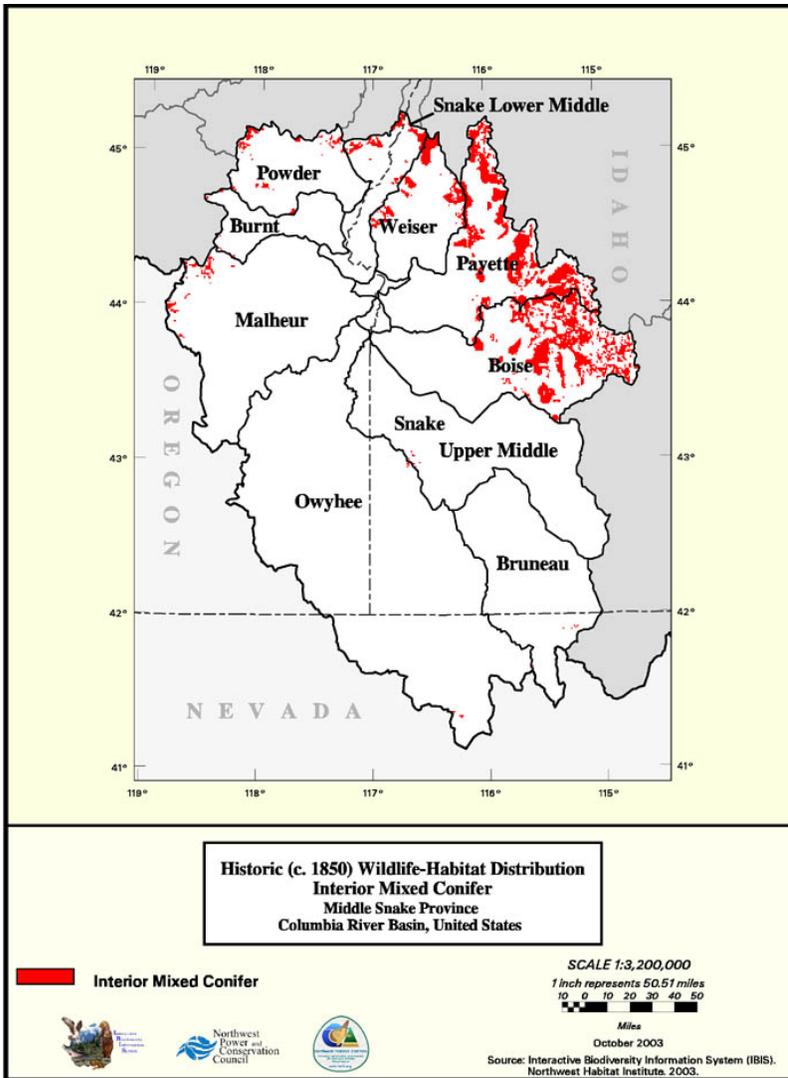 119°
118°
117°
116°
115°
Snake Lower Middle
45°
45°
Powder
IDAHO
Burnt
Weiser
Payette
44°
44°
Malheur
Boise
OREGON
Snake
Upper Middle
43°
43°
Owyhee
Bruneau
42°
42°
NEVADA
41°
41°
119°
118°
117°
116°
115°
Historic (c. 1850) Wildlife-Habitat Distribution
Interior Mixed Conifer
Middle Snake Province
Columbia River Basin, United States
Interior Mixed Conifer
SCALE 1:3,200,000
1 inch represents 50.51 miles
10 0 10 20 30 40 50
Miles
October 2003
Northwest
Power and
Conservation
Council
Source: Interactive Biodiversity Information System (IBIS).
Northwest Habitat Institute. 2003.